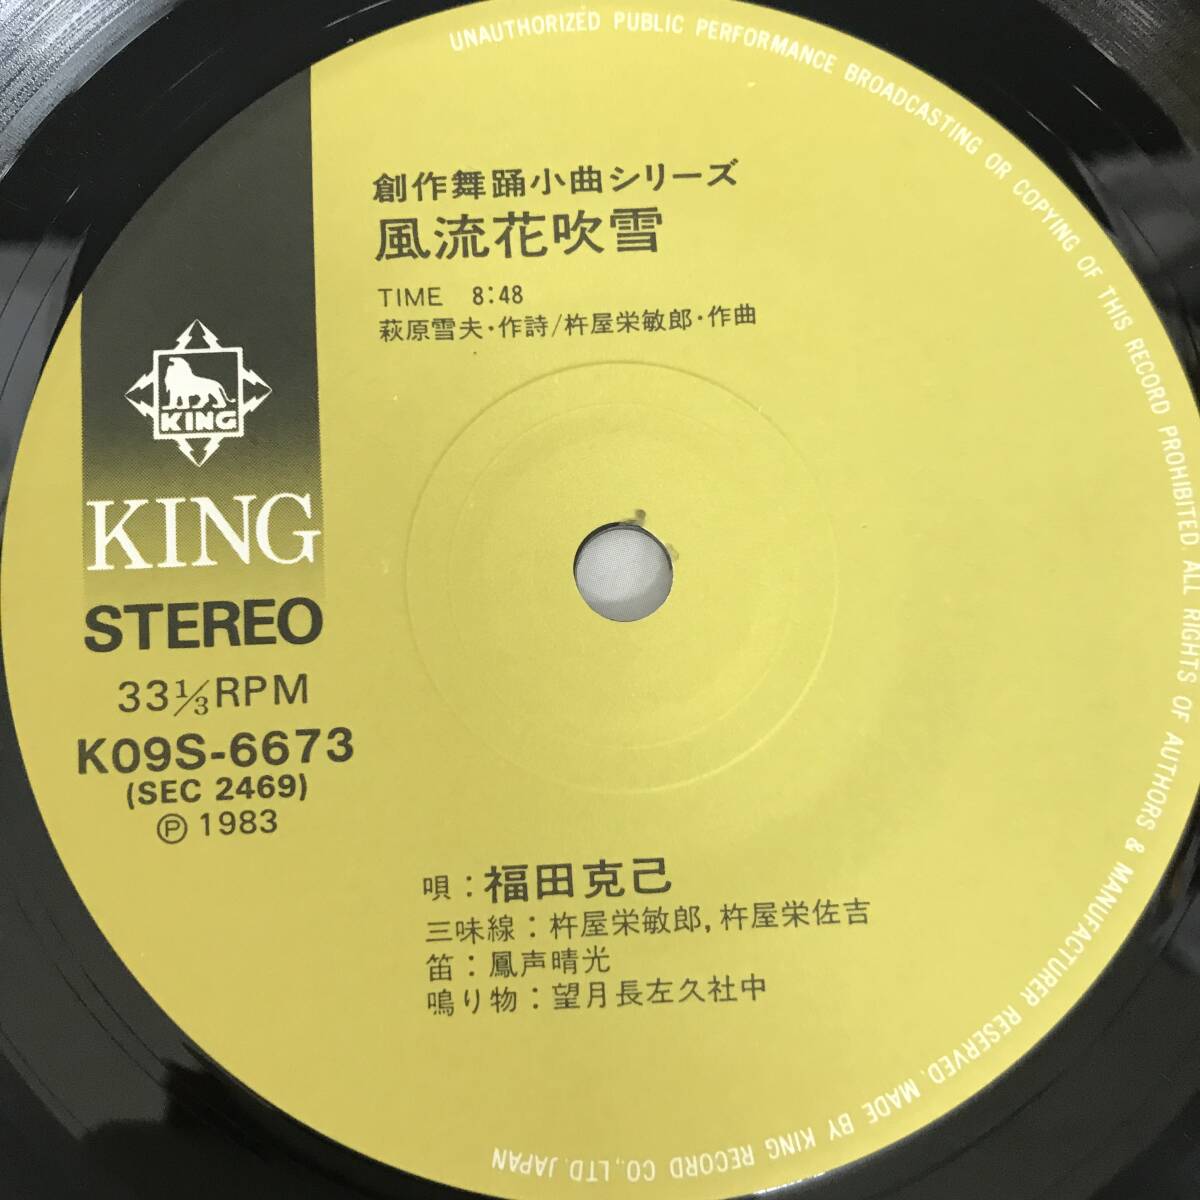 創作舞踊小曲シリーズ
風流花吹雪
TIME 8:48
萩原雪夫・作詩/杵屋栄敏郎・作曲
KING
KING
STEREO
33⅓RPM
K09S-6673
(SEC 2469)
Ⓟ 1983
唄:福田克己
三味線:杵屋栄敏郎,杵屋栄佐吉
笛:鳳声晴光
鳴り物:望月長左久社中
UNAUTHORIZED PUBLIC PERFORMANCE BROADCASTING OR COPYING OF THIS RECORD PROHIBITED. ALL RIGHTS OF AUTHORS & MANUFACTURER RESERVED. MADE BY KING RECORD CO., LTD. JAPAN